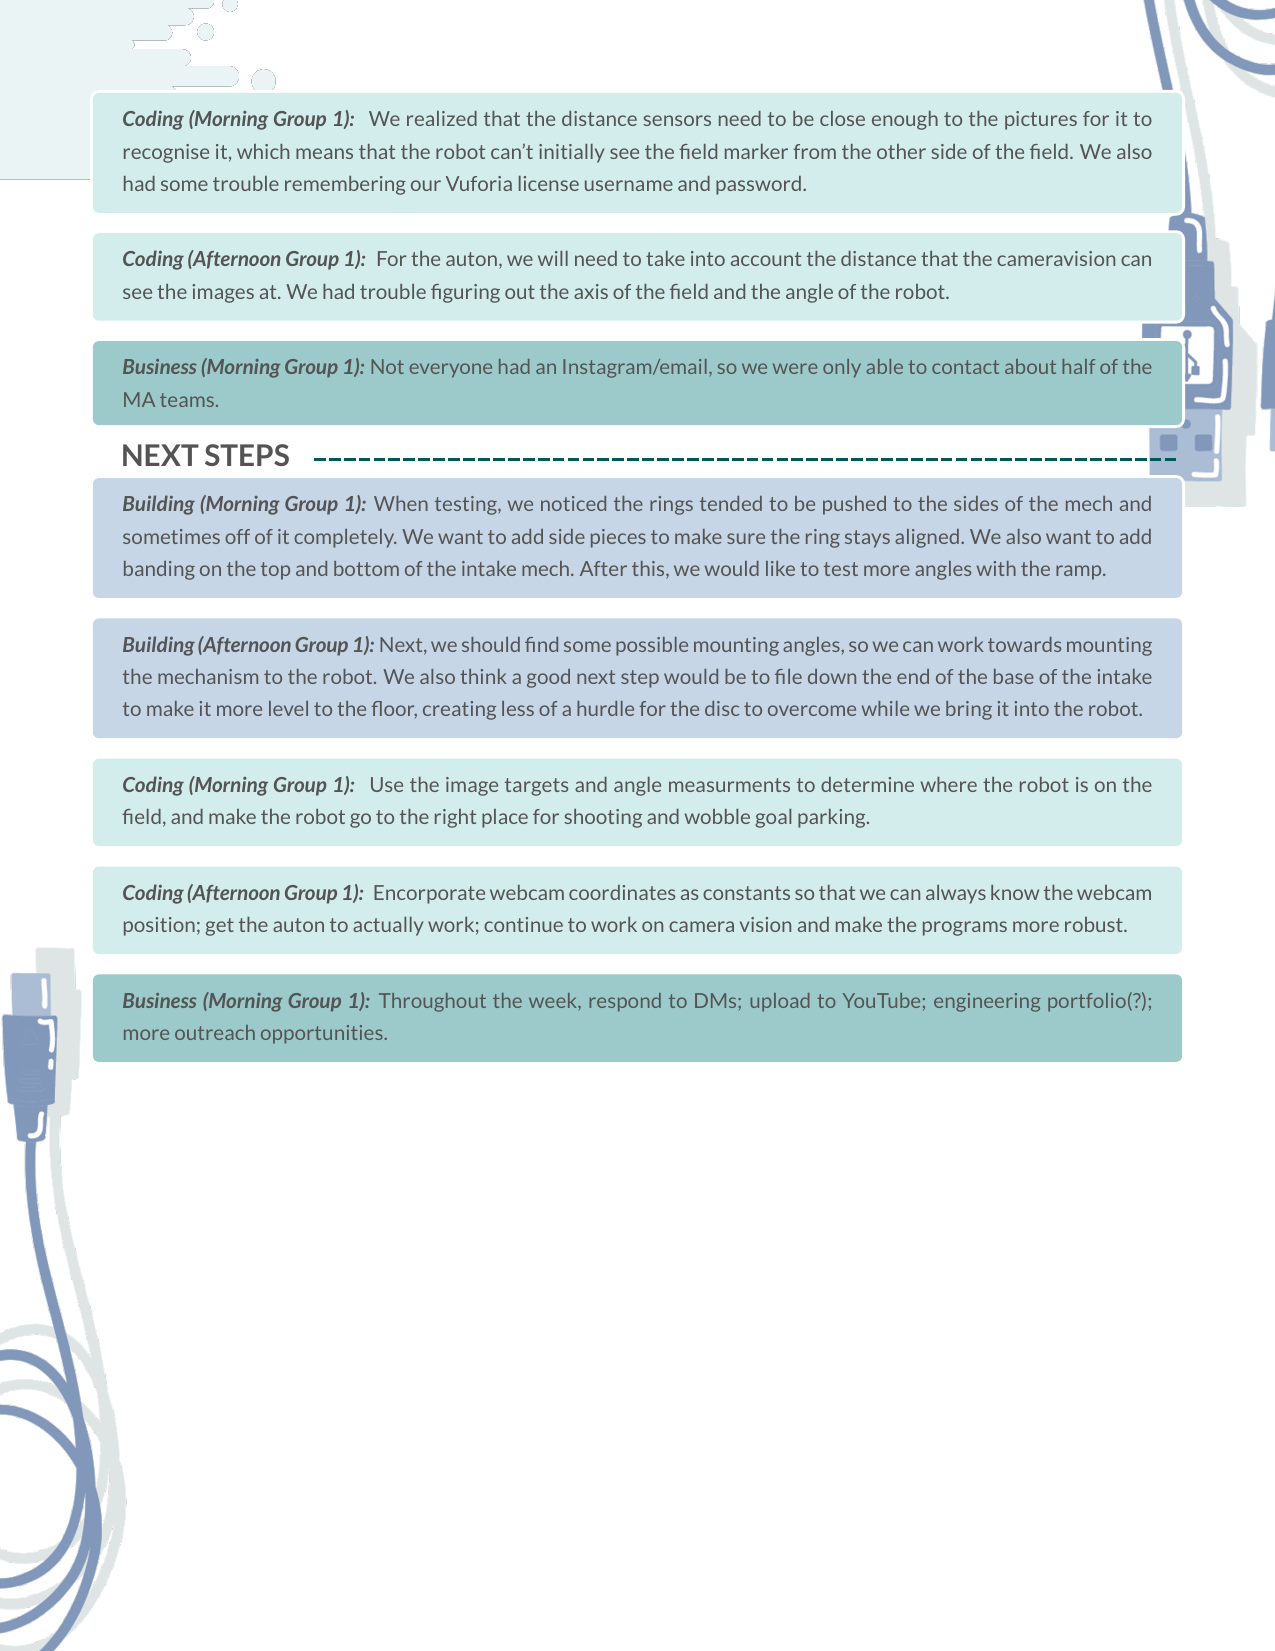 Coding (Morning Group 1): We realized that the distance sensors need to be close enough to the pictures for it to
recognise it, which means that the robot can’t initially see the field marker from the other side of the field. We also
had some trouble remembering our Vuforia license username and password.
Coding (Afternoon Group 1): For the auton, we will need to take into account the distance that the cameravision can
see the images at. We had trouble figuring out the axis of the field and the angle of the robot.
Business (Morning Group 1): Not everyone had an Instagram/email, so we were only able to contact about half of the
MA teams.
NEXT STEPS
Building (Morning Group 1): When testing, we noticed the rings tended to be pushed to the sides of the mech and
sometimes off of it completely. We want to add side pieces to make sure the ring stays aligned. We also want to add
banding on the top and bottom of the intake mech. After this, we would like to test more angles with the ramp.
Building (Afternoon Group 1): Next, we should find some possible mounting angles, so we can work towards mounting
the mechanism to the robot. We also think a good next step would be to file down the end of the base of the intake
to make it more level to the floor, creating less of a hurdle for the disc to overcome while we bring it into the robot.
Coding (Morning Group 1): Use the image targets and angle measurments to determine where the robot is on the
field, and make the robot go to the right place for shooting and wobble goal parking.
Coding (Afternoon Group 1): Encorporate webcam coordinates as constants so that we can always know the webcam
position; get the auton to actually work; continue to work on camera vision and make the programs more robust.
Business (Morning Group 1): Throughout the week, respond to DMs; upload to YouTube; engineering portfolio(?);
more outreach opportunities.